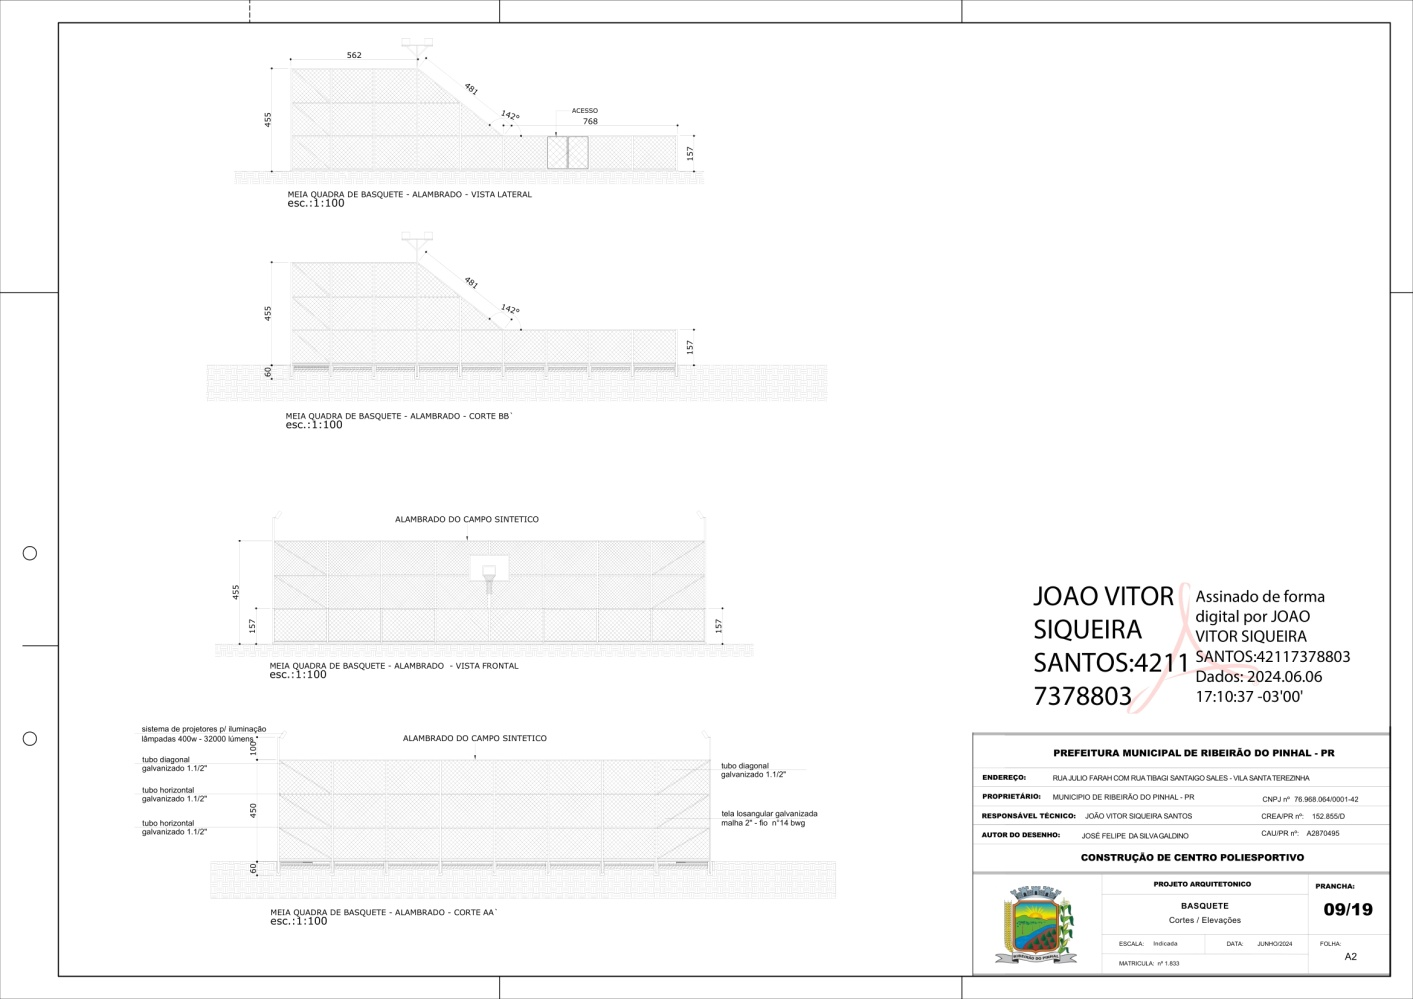 562
481
142°
ACESSO
768
455
157
MEIA QUADRA DE BASQUETE - ALAMBRADO - VISTA LATERAL
esc.:1:100
481
142°
455
157
60
MEIA QUADRA DE BASQUETE - ALAMBRADO - CORTE BB`
esc.:1:100
ALAMBRADO DO CAMPO SINTETICO
455
157
157
MEIA QUADRA DE BASQUETE - ALAMBRADO - VISTA FRONTAL
esc.:1:100
sistema de projetores p/ iluminação
lâmpadas 400w - 32000 lúmens
100
ALAMBRADO DO CAMPO SINTETICO
tubo diagonal
galvanizado 1.1/2"
tubo diagonal
galvanizado 1.1/2"
tubo horizontal
galvanizado 1.1/2"
450
tela losangular galvanizada
malha 2" - fio n°14 bwg
tubo horizontal
galvanizado 1.1/2"
60
MEIA QUADRA DE BASQUETE - ALAMBRADO - CORTE AA`
esc.:1:100
JOAO VITOR
SIQUEIRA
SANTOS:4211
7378803
Assinado de forma
digital por JOAO
VITOR SIQUEIRA
SANTOS:42117378803
Dados: 2024.06.06
17:10:37 -03'00'
PREFEITURA MUNICIPAL DE RIBEIRÃO DO PINHAL - PR
ENDEREÇO: RUA JULIO FARAH COM RUA TIBAGI SANTAIGO SALES - VILA SANTA TEREZINHA
PROPRIETÁRIO: MUNICIPIO DE RIBEIRÃO DO PINHAL - PR CNPJ nº 76.968.064/0001-42
RESPONSÁVEL TÉCNICO: JOÃO VITOR SIQUEIRA SANTOS CREA/PR nº: 152.855/D
AUTOR DO DESENHO: JOSÉ FELIPE DA SILVA GALDINO CAU/PR nº: A2870495
CONSTRUÇÃO DE CENTRO POLIESPORTIVO
PROJETO ARQUITETONICO
BASQUETE
Cortes / Elevações
PRANCHA:
09/19
ESCALA: Indicada DATA: JUNHO/2024
FOLHA:
A2
MATRICULA: nº 1.833
RIBEIRÃO DO PINHAL